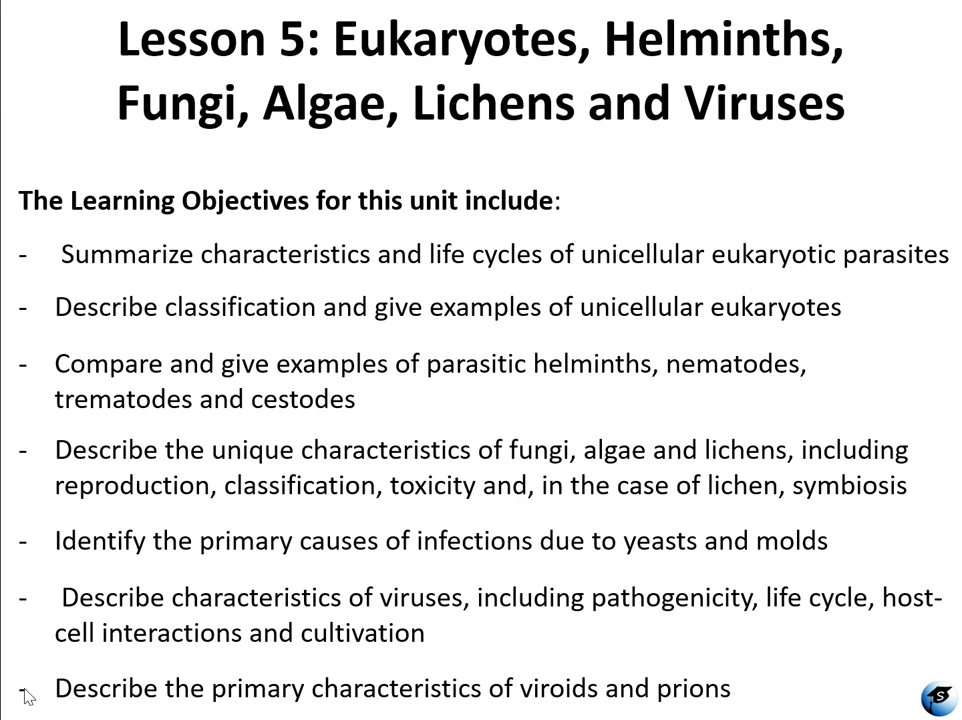 Lesson 5: Eukaryotes, Helminths,
Fungi, Algae, Lichens and Viruses
The Learning Objectives for this unit include:
- Summarize characteristics and life cycles of unicellular eukaryotic parasites
- Describe classification and give examples of unicellular eukaryotes
- Compare and give examples of parasitic helminths, nematodes,
trematodes and cestodes
- Describe the unique characteristics of fungi, algae and lichens, including
reproduction, classification, toxicity and, in the case of lichen, symbiosis
- Identify the primary causes of infections due to yeasts and molds
- Describe characteristics of viruses, including pathogenicity, life cycle, host-
cell interactions and cultivation
- Describe the primary characteristics of viroids and prions
S